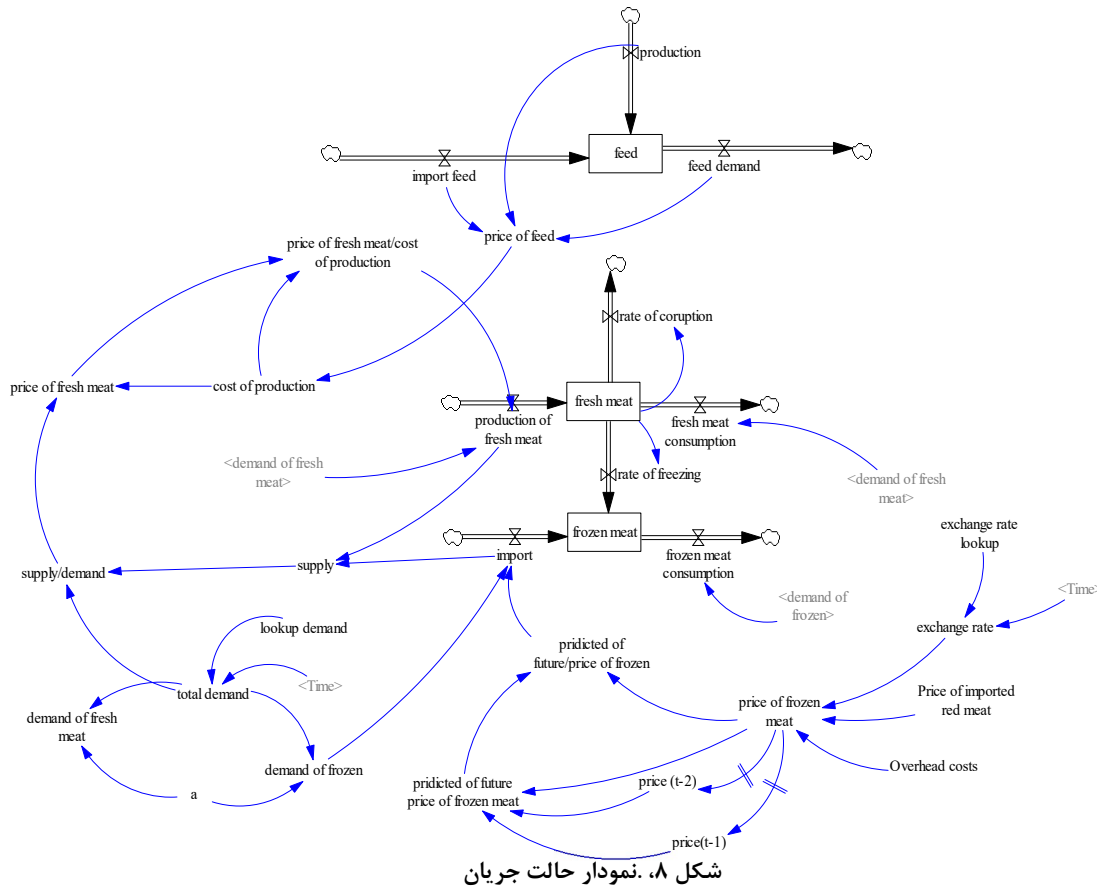 production
feed
import feed
feed demand
price of feed
price of fresh meat/cost
of production
rate of coruption
price of fresh meat
cost of production
fresh meat
production of
fresh meat
fresh meat
consumption
<demand of fresh
meat>
rate of freezing
<demand of fresh
meat>
frozen meat
exchange rate
lookup
supply/demand
supply
import
frozen meat
consumption
<demand of
frozen>
<Time>
exchange rate
lookup demand
pridicted of
future/price of frozen
<Time>
total demand
demand of fresh
meat
price of frozen
meat
Price of imported
red meat
demand of frozen
a
pridicted of future
price of frozen meat
price (t-2)
Overhead costs
price(t-1)
شکل ۸، .نمودار حالت جریان